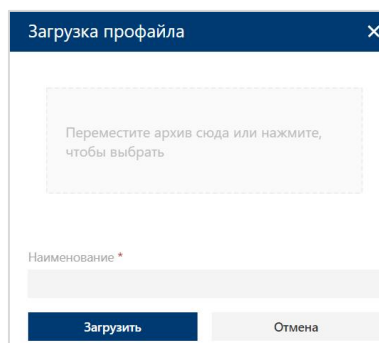 Загрузка профайла
Переместите архив сюда или нажмите,
чтобы выбрать
Наименование *
Загрузить
Отмена